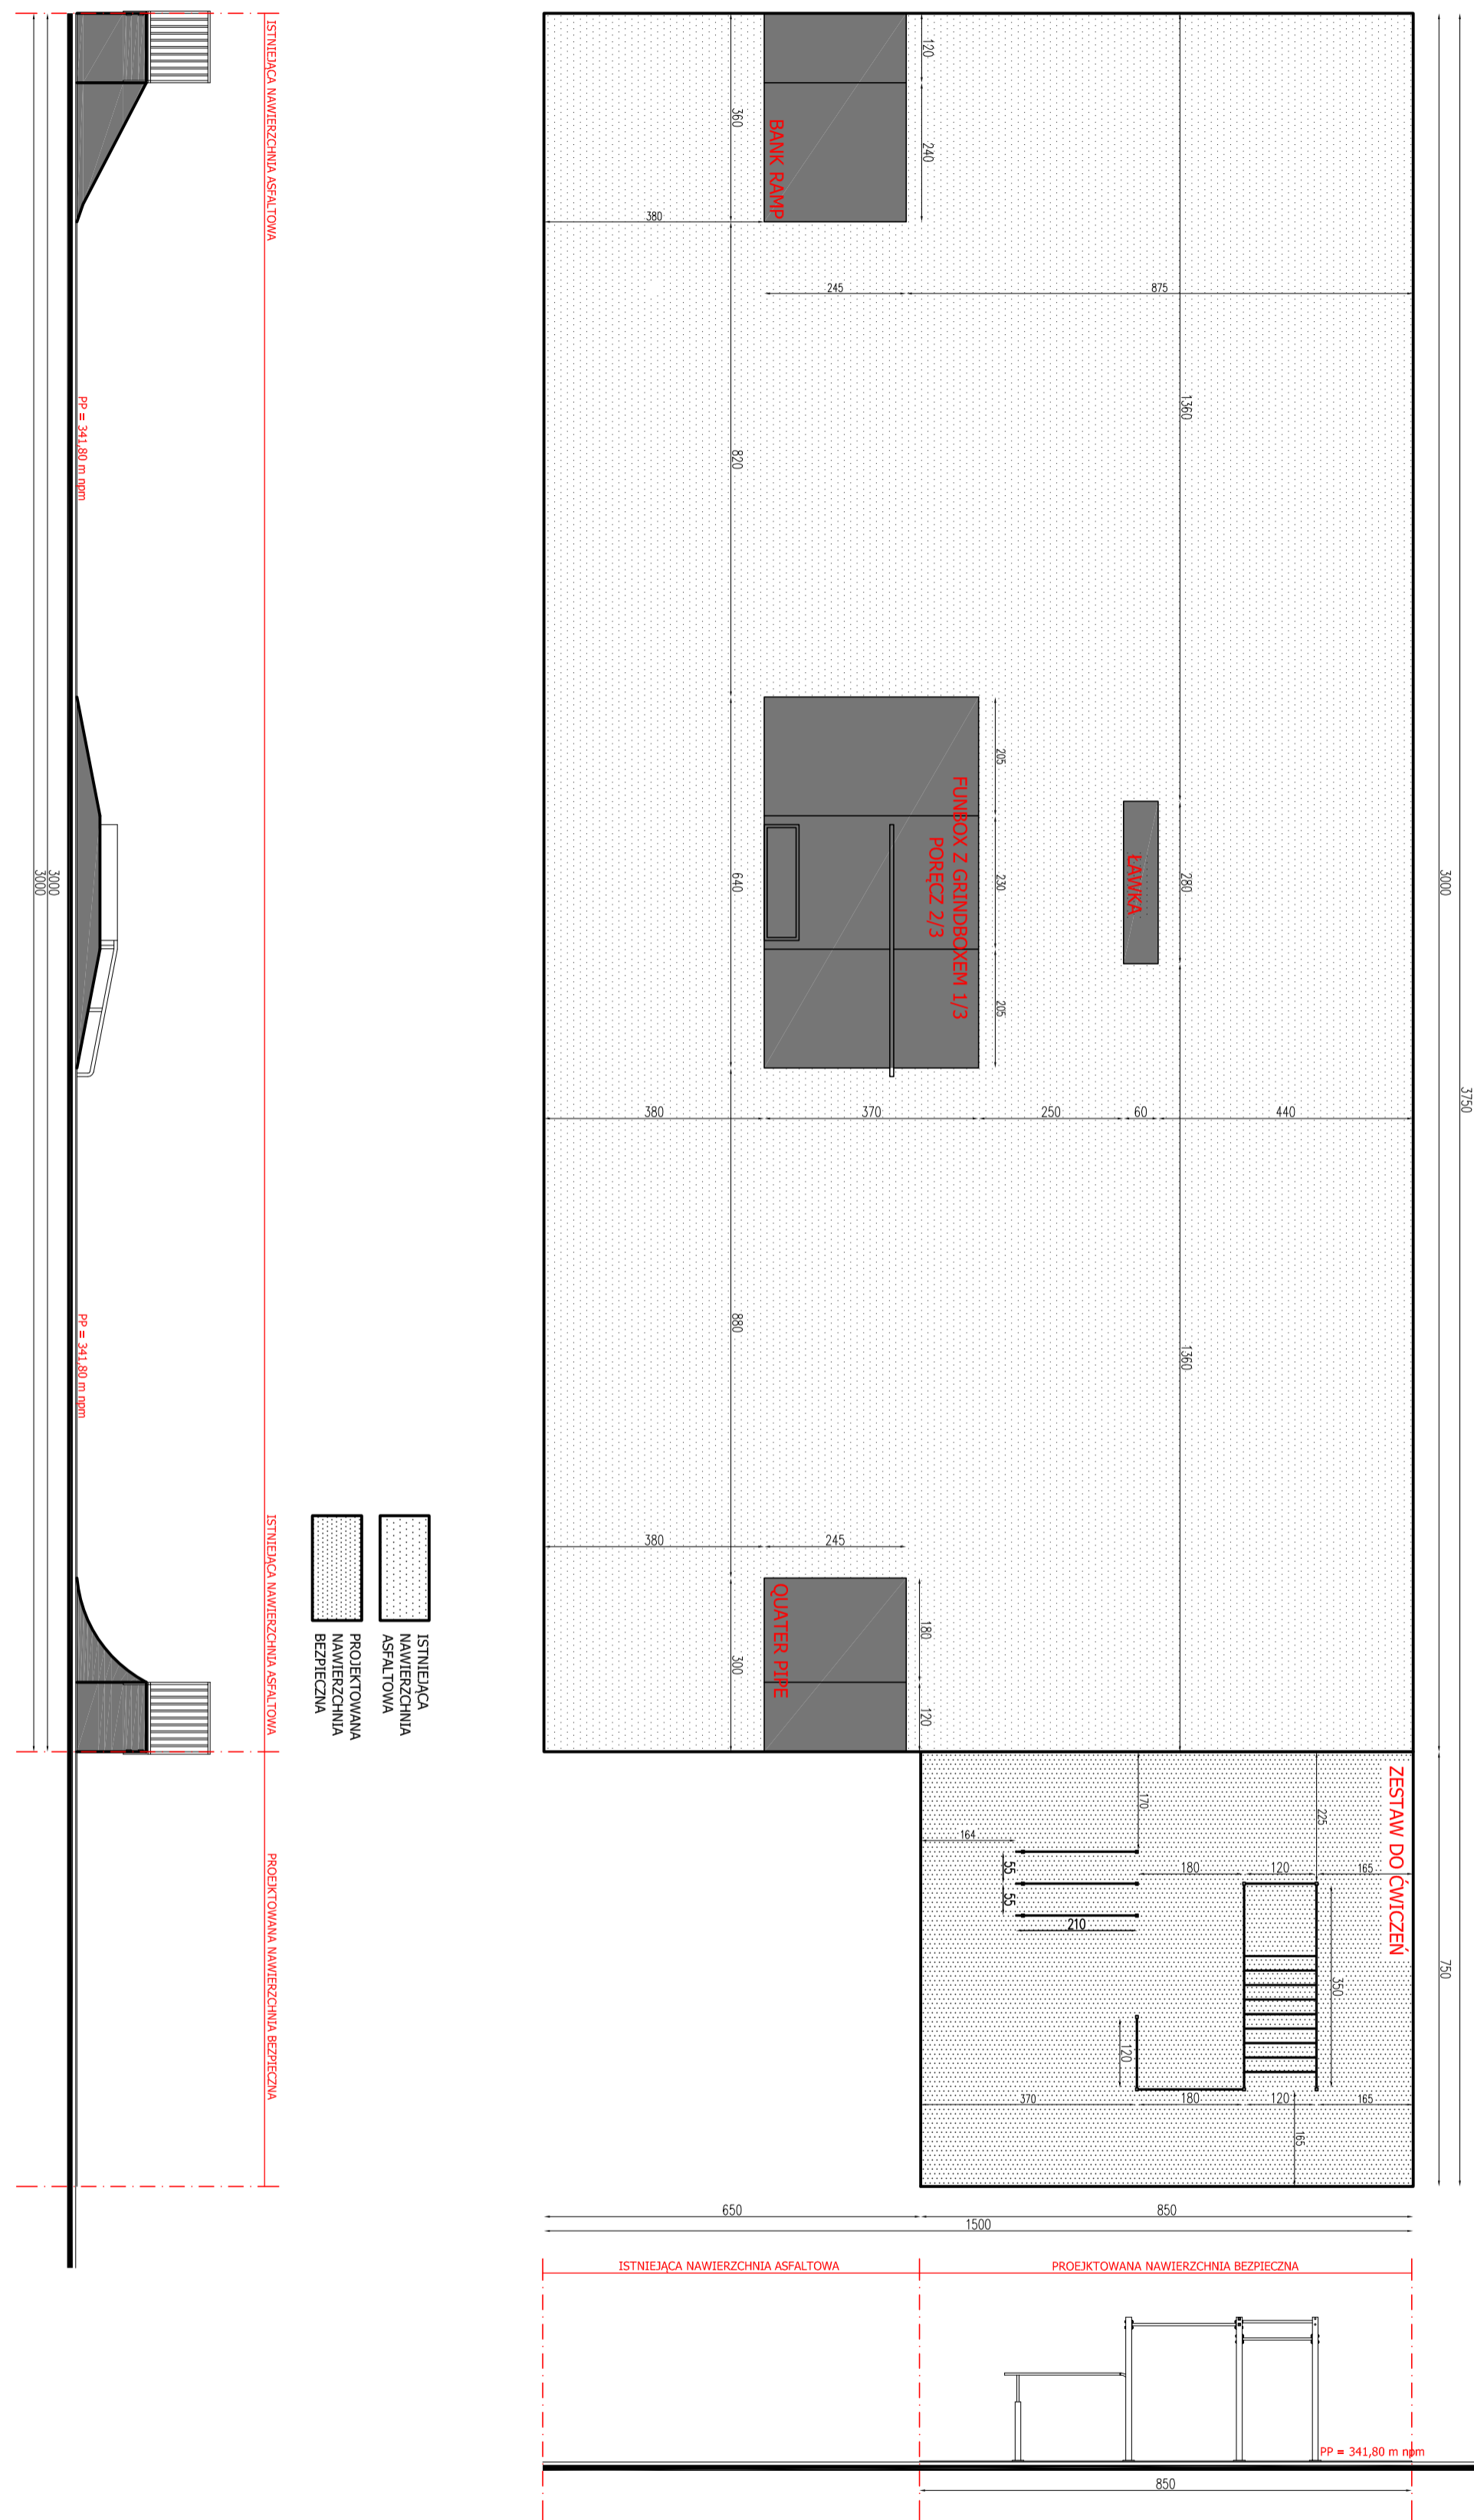 ISTNIEJĄCA NAWIERZCHNIA ASFALTOWA
PP = 341,80 m npm
3000
3000
PP = 341,80 m npm
ISTNIEJĄCA NAWIERZCHNIA ASFALTOWA
PROEJKTOWANA NAWIERZCHNIA BEZPIECZNA
ISTNIEJĄCA
NAWIERZCHNIA
ASFALTOWA
PROJEKTOWANA
NAWIERZCHNIA
BEZPIECZNA
BANK RAMP
120
240
360
380
245
875
1360
820
3000
3750
FUNBOX Z GRINDBOXEM 1/3
PORĘCZ 2/3
205
230
205
640
ŁAWKA
280
380
370
250
60
440
880
1360
380
245
QUATER PIPE
180
120
300
ZESTAW DO ĆWICZEŃ
170
225
164
55
55
210
180
120
165
350
120
370
180
120
165
165
750
650
850
1500
ISTNIEJĄCA NAWIERZCHNIA ASFALTOWA
PROEJKTOWANA NAWIERZCHNIA BEZPIECZNA
PP = 341,80 m npm
850